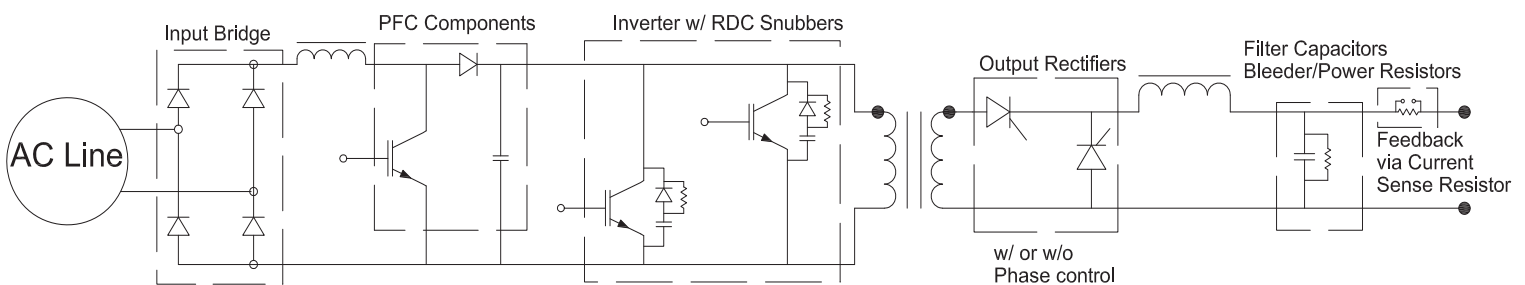 AC Line
Input Bridge
PFC Components
Inverter w/ RDC Snubbers
Output Rectifiers
w/ or w/o
Phase control
Filter Capacitors
Bleeder/Power Resistors
Feedback
via Current
Sense Resistor